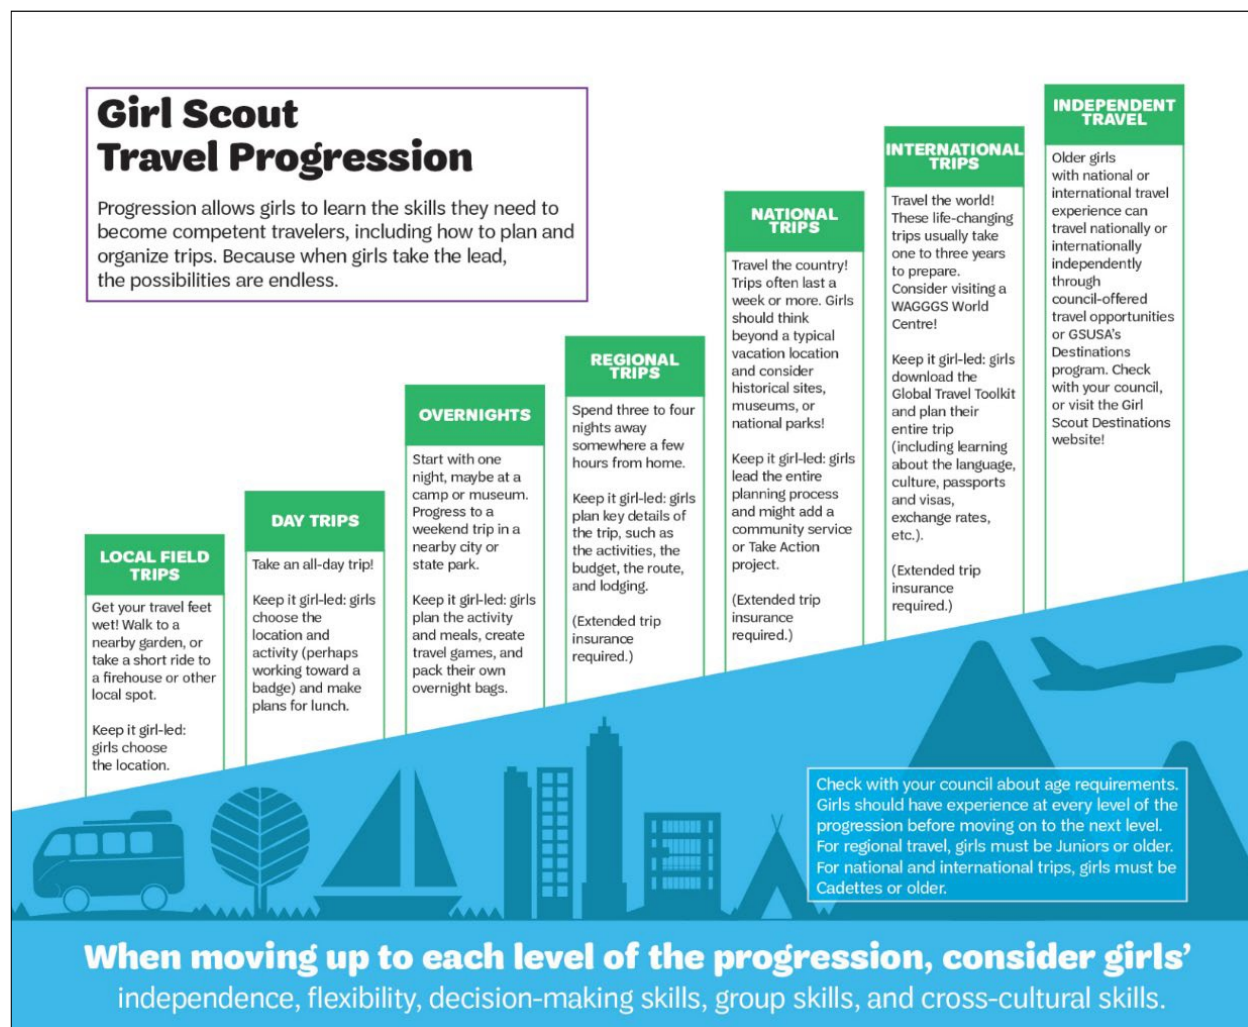 Girl Scout
Travel Progression
Progression allows girls to learn the skills they need to
become competent travelers, including how to plan and
organize trips. Because when girls take the lead,
the possibilities are endless.
LOCAL FIELD
TRIPS
Get your travel feet
wet! Walk to a
nearby garden, or
take a short ride to
a firehouse or other
local spot.
Keep it girl-led:
girls choose
the location.
DAY TRIPS
Take an all-day trip!
Keep it girl-led: girls
choose the
location and
activity (perhaps
working toward a
badge) and make
plans for lunch.
OVERNIGHTS
Start with one
night, maybe at a
camp or museum.
Progress to a
weekend trip in a
nearby city or
state park.
Keep it girl-led: girls
plan the activity
and meals, create
travel games, and
pack their own
overnight bags.
REGIONAL
TRIPS
Spend three to four
nights away
somewhere a few
hours from home.
Keep it girl-led: girls
plan key details of
the trip, such as
the activities, the
budget, the route,
and lodging.
(Extended trip
insurance
required.)
NATIONAL
TRIPS
Travel the country!
Trips often last a
week or more. Girls
should think
beyond a typical
vacation location
and consider
historical sites,
museums, or
national parks!
Keep it girl-led: girls
lead the entire
planning process
and might add a
community service
or Take Action
project.
(Extended trip
insurance
required.)
INTERNATIONAL
TRIPS
Travel the world!
These life-changing
trips usually take
one to three years
to prepare.
Consider visiting a
WAGGGS World
Centre!
Keep it girl-led: girls
download the
Global Travel Toolkit
and plan their
entire trip
(including learning
about the language,
culture, passports
and visas,
exchange rates,
etc.).
(Extended trip
insurance
required.)
INDEPENDENT
TRAVEL
Older girls
with national or
international travel
experience can
travel nationally or
internationally
independently
through
council-offered
travel opportunities
or GSUSA's
Destinations
program. Check
with your council,
or visit the Girl
Scout Destinations
website!
Check with your council about age requirements.
Girls should have experience at every level of the
progression before moving on to the next level.
For regional travel, girls must be Juniors or older.
For national and international trips, girls must be
Cadettes or older.
When moving up to each level of the progression, consider girls'
independence, flexibility, decision-making skills, group skills, and cross-cultural skills.